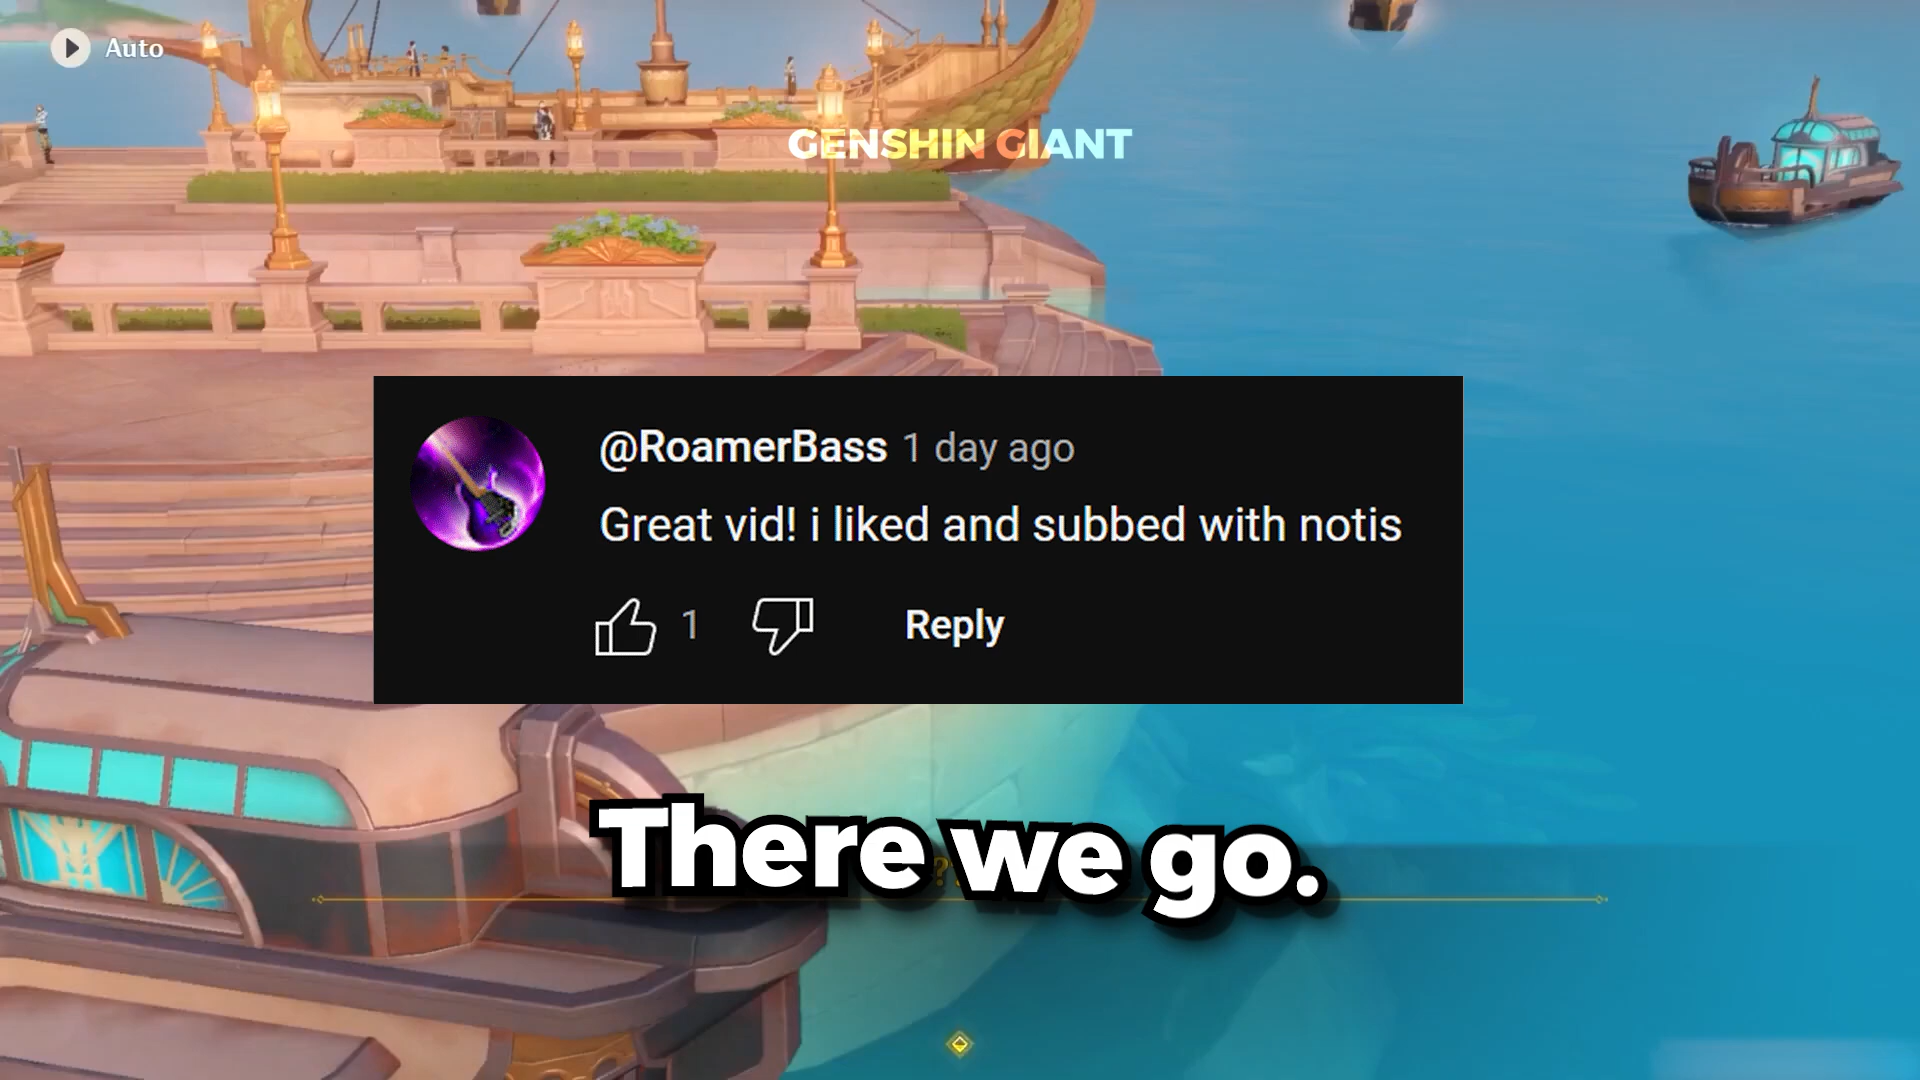 Auto
GENSHIN GIANT
@RoamerBass 1 day ago
Great vid! i liked and subbed with notis
1
Reply
There we go.